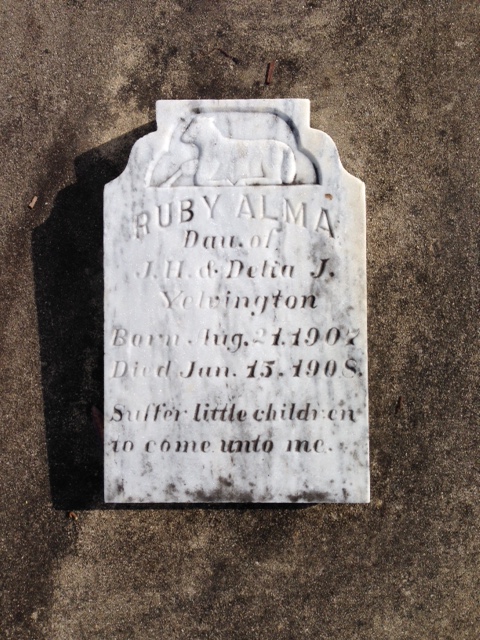 RUBY ALMA
Dau. of
J. H. & Delia J.
Yelvington
Born Aug. 21. 1907
Died Jan. 15. 1908.
Suffer little children
to come unto me.